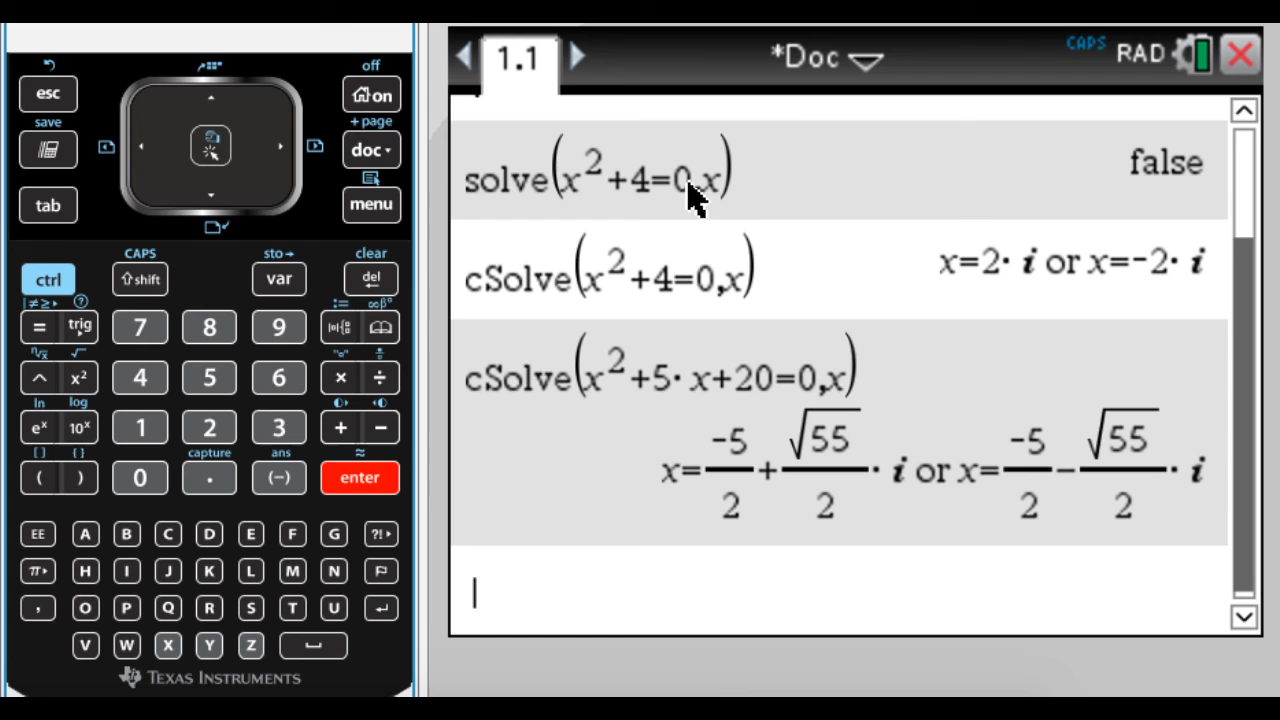 off
esc
on
save
+ page
doc
tab
menu
1.1
*Doc
CAPS
RAD
solve(x²+4=0,x)
false
cSolve(x²+4=0,x)
x=2·i or x=-2·i
cSolve(x²+5·x+20=0,x)
x=-5/2+√55/2·i or x=-5/2-√55/2·i
CAPS
sto→
clear
ctrl
⇧shift
var
del
|≠≥▸ ?
:= ∞β°
= trig 7 8 9
ⁿ√x √
"▫" ÷
^ x² 4 5 6 × ÷
ln log
eˣ 10ˣ 1 2 3 + −
[ ] { } capture ans ≈
( ) 0 . (−) enter
EE A B C D E F G ?!▸
π▸ H I J K L M N
, O P Q R S T U ↵
V W X Y Z
TEXAS INSTRUMENTS